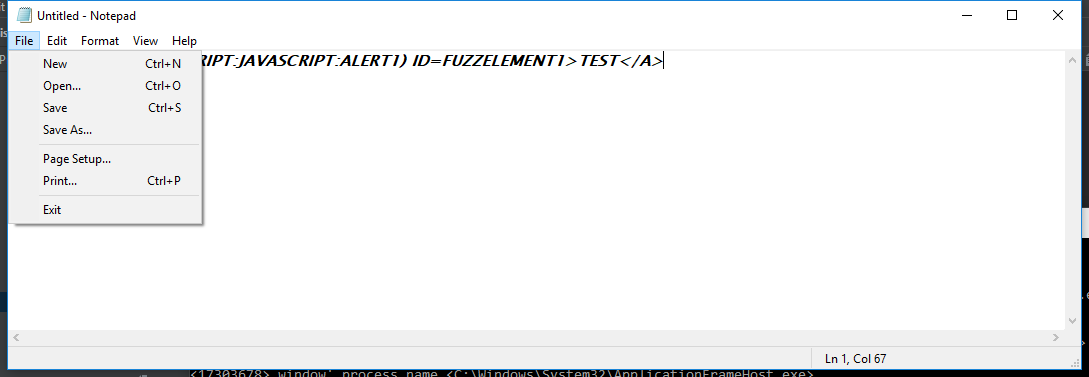 Untitled - Notepad
File Edit Format View Help
New Ctrl+N
Open... Ctrl+O
Save Ctrl+S
Save As...
Page Setup...
Print... Ctrl+P
Exit
RIPT:JAVASCRIPT:ALERT1) ID=FUZZELEMENT1>TEST</A>
Ln 1, Col 67
<17303678> window' process name <C:\Windows\System32\ApplicationFrameHost.exe>